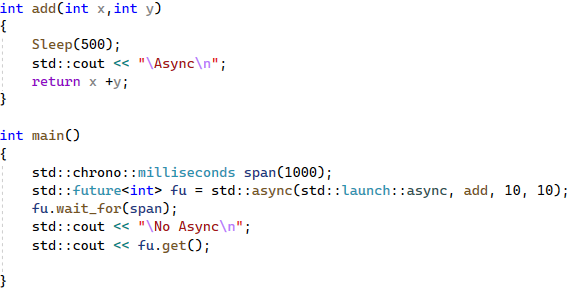 int add(int x,int y)
{
    Sleep(500);
    std::cout << "\Async\n";
    return x +y;
}

int main()
{
    std::chrono::milliseconds span(1000);
    std::future<int> fu = std::async(std::launch::async, add, 10, 10);
    fu.wait_for(span);
    std::cout << "\No Async\n";
    std::cout << fu.get();

}